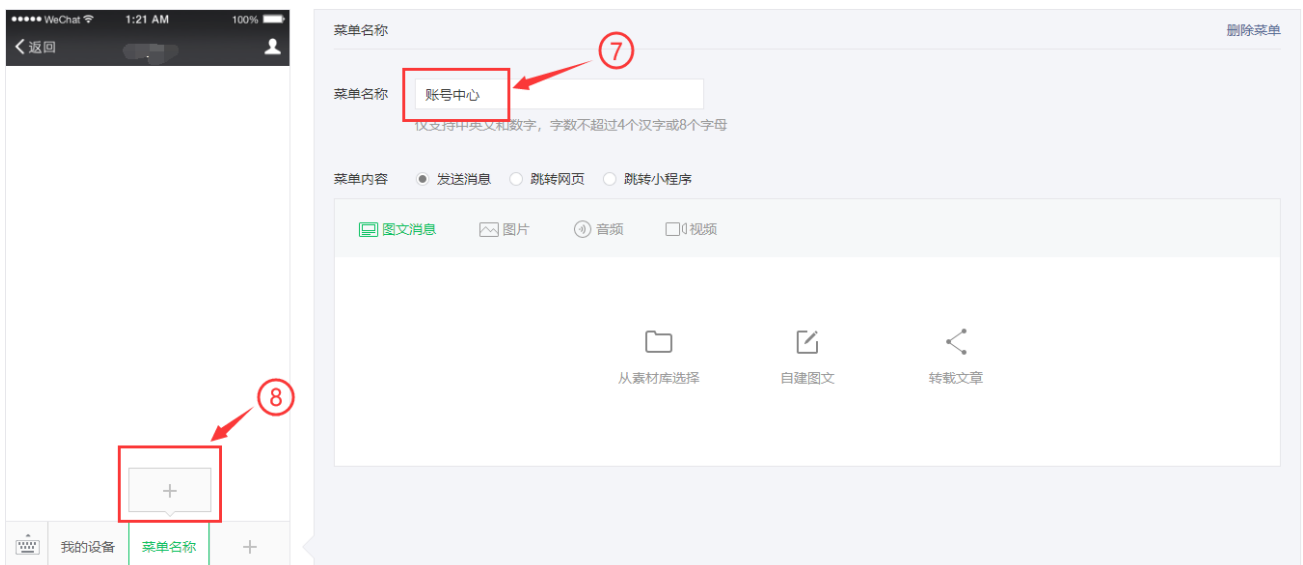 WeChat 1:21 AM 100%
返回
菜单名称 删除菜单
⑦
菜单名称 账号中心
仅支持中英文和数字，字数不超过4个汉字或8个字母
菜单内容 发送消息 跳转网页 跳转小程序
图文消息 图片 音频 视频
从素材库选择 自建图文 转载文章
⑧
+
我的设备 菜单名称 +